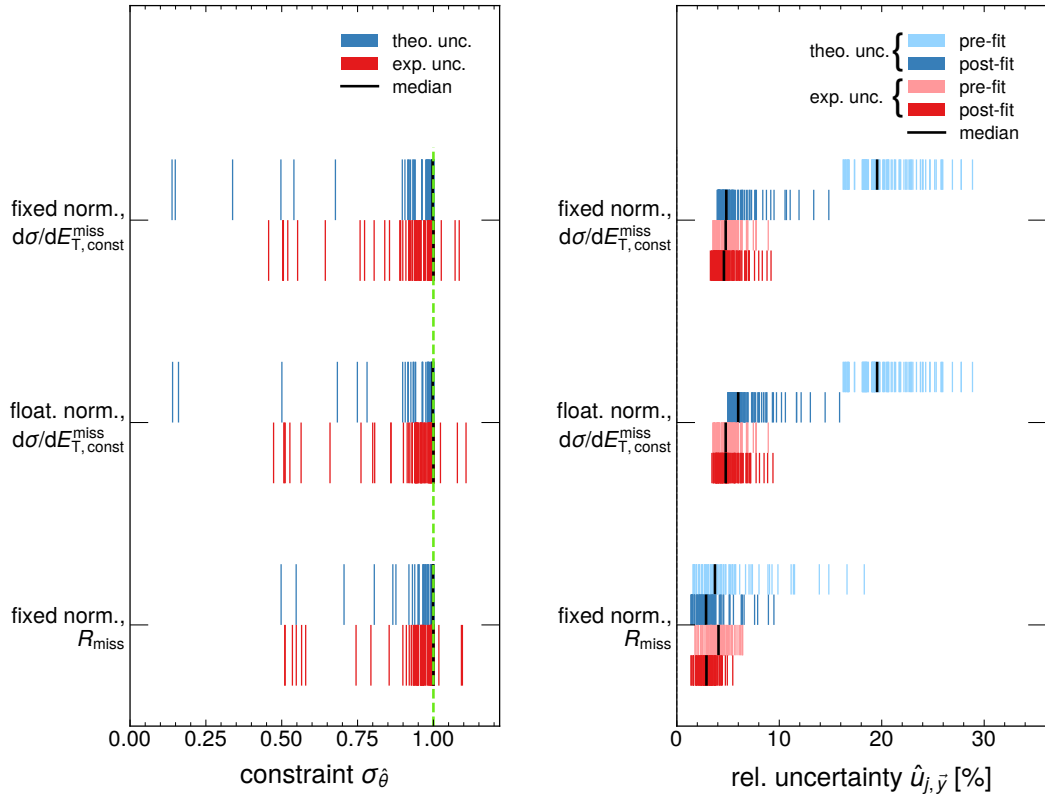 theo. unc.
exp. unc.
median
fixed norm.,
dσ/dE^miss_T, const
float. norm.,
dσ/dE^miss_T, const
fixed norm.,
R_miss
0.00 0.25 0.50 0.75 1.00
constraint σ_θ̂
theo. unc. { pre-fit
post-fit
exp. unc. { pre-fit
post-fit
median
fixed norm.,
dσ/dE^miss_T, const
float. norm.,
dσ/dE^miss_T, const
fixed norm.,
R_miss
0 10 20 30
rel. uncertainty û_j, y⃗ [%]